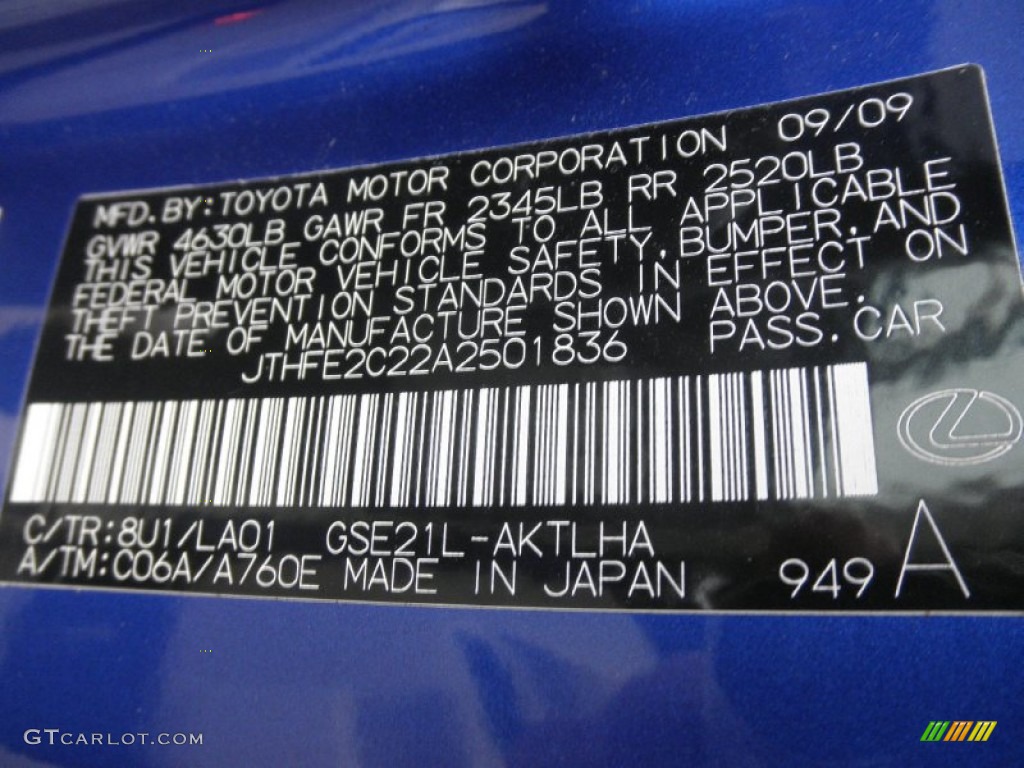 MFD.BY:TOYOTA MOTOR CORPORATION 09/09
GVWR 4630LB GAWR FR 2345LB RR 2520LB
THIS VEHICLE CONFORMS TO ALL APPLICABLE
FEDERAL MOTOR VEHICLE SAFETY,BUMPER,AND
THEFT PREVENTION STANDARDS IN EFFECT ON
THE DATE OF MANUFACTURE SHOWN ABOVE.
JTHFE2C22A2501836 PASS.CAR
C/TR:8U1/LA01 GSE21L-AKTLHA
A/TM:C06A/A760E MADE IN JAPAN 949 A
GTCARLOT.COM